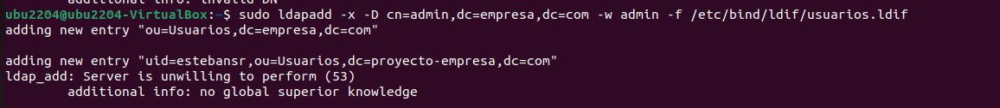 additional info: invalid DN
ubu2204@ubu2204-VirtualBox:~$ sudo ldapadd -x -D cn=admin,dc=empresa,dc=com -w admin -f /etc/bind/ldif/usuarios.ldif
adding new entry "ou=Usuarios,dc=empresa,dc=com"
adding new entry "uid=estebansr,ou=Usuarios,dc=proyecto-empresa,dc=com"
ldap_add: Server is unwilling to perform (53)
additional info: no global superior knowledge